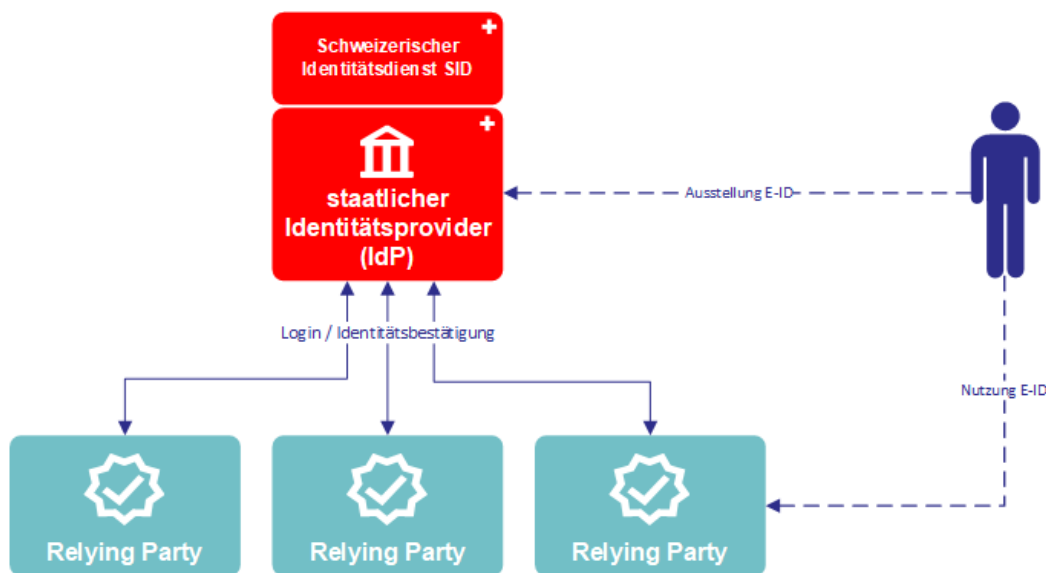 Schweizerischer
Identitätsdienst SID
staatlicher
Identitätsprovider
(IdP)
Ausstellung E-ID
Login / Identitätsbestätigung
Nutzung E-ID
Relying Party
Relying Party
Relying Party